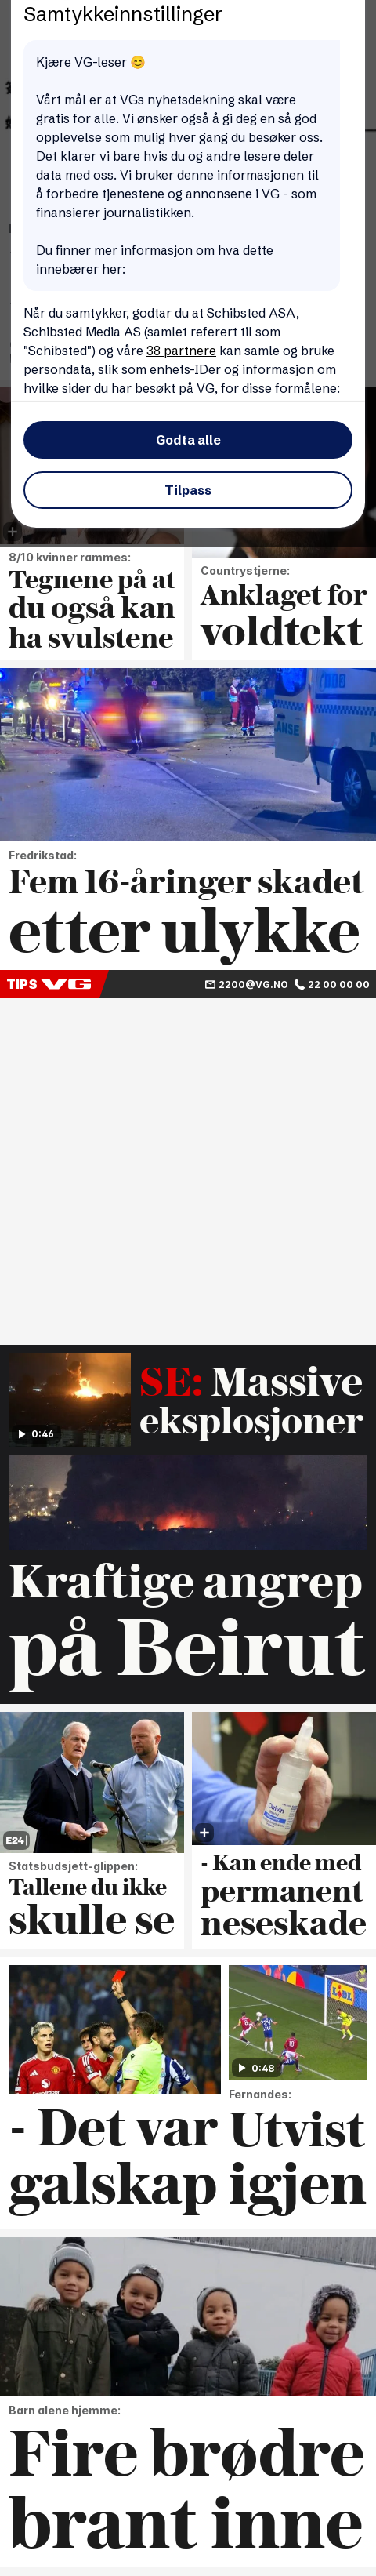 Samtykkeinnstillinger
Kjære VG-leser 😊
Vårt mål er at VGs nyhetsdekning skal være
gratis for alle. Vi ønsker også å gi deg en så god
opplevelse som mulig hver gang du besøker oss.
Det klarer vi bare hvis du og andre lesere deler
data med oss. Vi bruker denne informasjonen til
å forbedre tjenestene og annonsene i VG - som
finansierer journalistikken.
Du finner mer informasjon om hva dette
innebærer her:
Når du samtykker, godtar du at Schibsted ASA,
Schibsted Media AS (samlet referert til som
"Schibsted") og våre 38 partnere kan samle og bruke
persondata, slik som enhets-IDer og informasjon om
hvilke sider du har besøkt på VG, for disse formålene:
Godta alle
Tilpass
8/10 kvinner rammes:
Tegnene på at
du også kan
ha svulstene
Countrystjerne:
Anklaget for
voldtekt
Fredrikstad:
Fem 16-åringer skadet
etter ulykke
TIPS VG 2200@VG.NO 22 00 00 00
0:46
SE: Massive
eksplosjoner
Kraftige angrep
på Beirut
E24
Statsbudsjett-glippen:
Tallene du ikke
skulle se
Otrivin
- Kan ende med
permanent
neseskade
- Det var
galskap
LIDL
0:48
Fernandes:
Utvist
igjen
Barn alene hjemme:
Fire brødre
brant inne